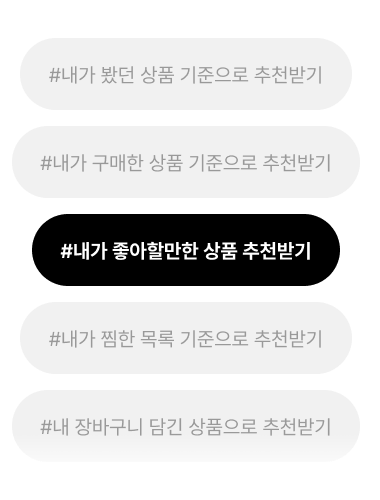 #내가 봤던 상품 기준으로 추천받기
#내가 구매한 상품 기준으로 추천받기
#내가 좋아할만한 상품 추천받기
#내가 찜한 목록 기준으로 추천받기
#내 장바구니 담긴 상품으로 추천받기